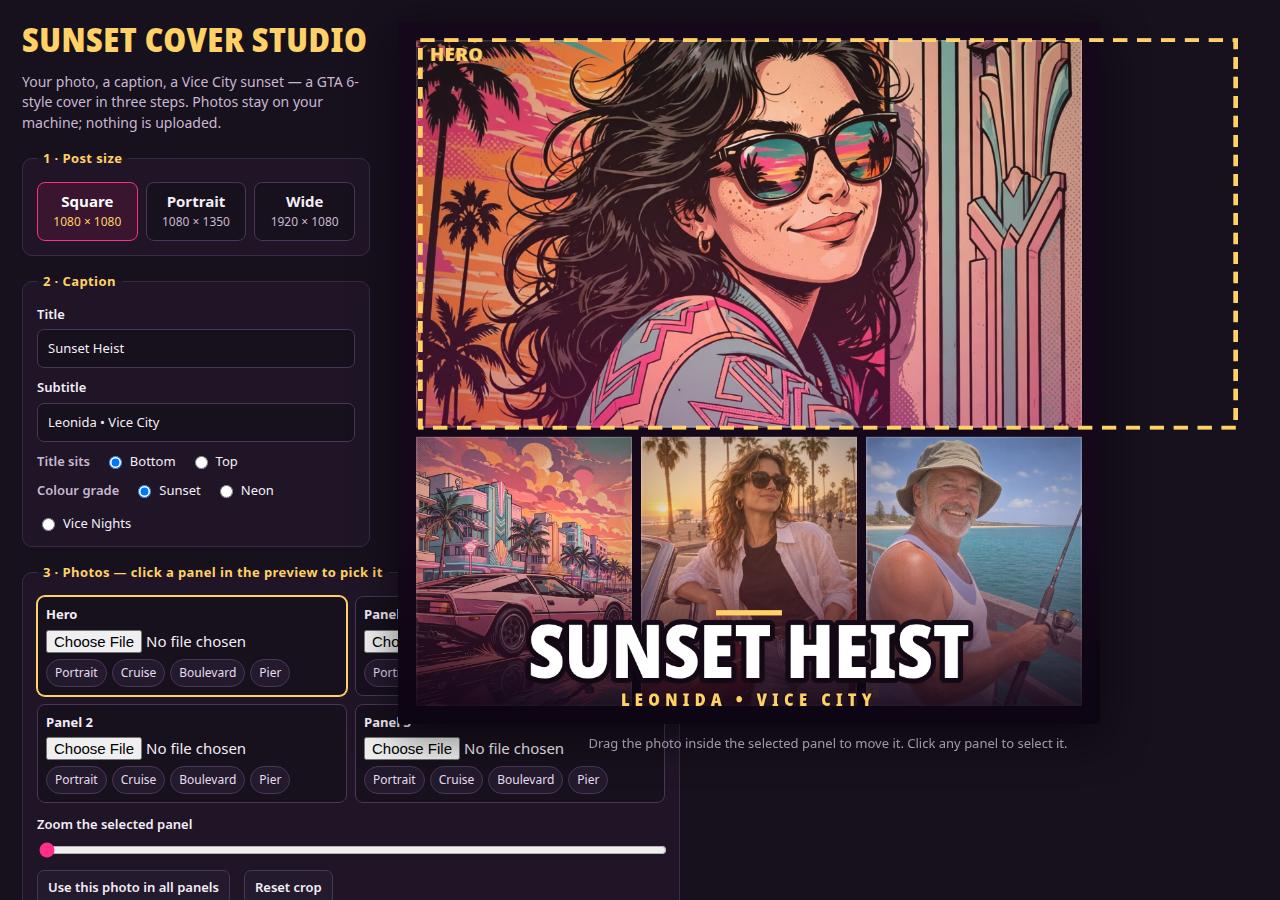 SUNSET COVER STUDIO
Your photo, a caption, a Vice City sunset — a GTA 6-
style cover in three steps. Photos stay on your
machine; nothing is uploaded.
1 · Post size
Square
1080 × 1080
Portrait
1080 × 1350
Wide
1920 × 1080
2 · Caption
Title
Sunset Heist
Subtitle
Leonida • Vice City
Title sits Bottom Top
Colour grade Sunset Neon
Vice Nights
3 · Photos — click a panel in the preview to pick it
Hero
Choose File No file chosen
Portrait Cruise Boulevard Pier
Panel 2
Choose File No file chosen
Portrait Cruise Boulevard Pier
Choose File No file chosen
Portrait Cruise Boulevard Pier
Zoom the selected panel
Use this photo in all panels Reset crop
HERO
SUNSET HEIST
LEONIDA • VICE CITY
Drag the photo inside the selected panel to move it. Click any panel to select it.